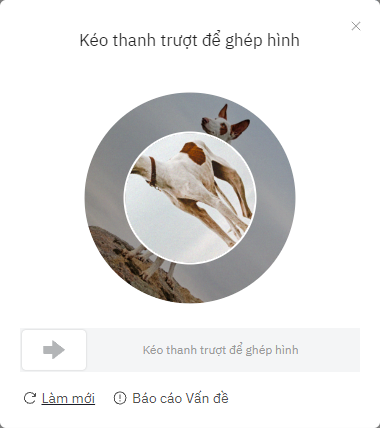 Kéo thanh trượt để ghép hình
Kéo thanh trượt để ghép hình
Làm mới
Báo cáo Vấn đề